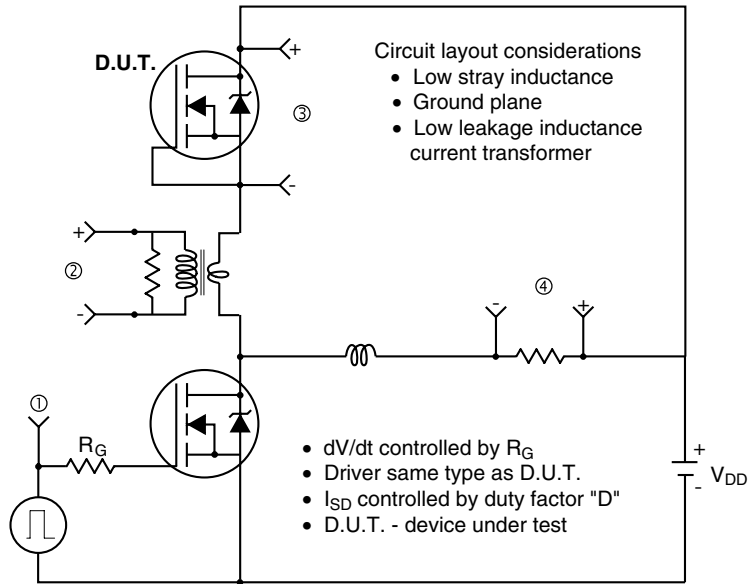 D.U.T.
+
Circuit layout considerations
• Low stray inductance
• Ground plane
• Low leakage inductance
current transformer
③
-
+
②
-
-
④
+
①
R_G
• dV/dt controlled by R_G
• Driver same type as D.U.T.
• I_SD controlled by duty factor "D"
• D.U.T. - device under test
+
V_DD
-